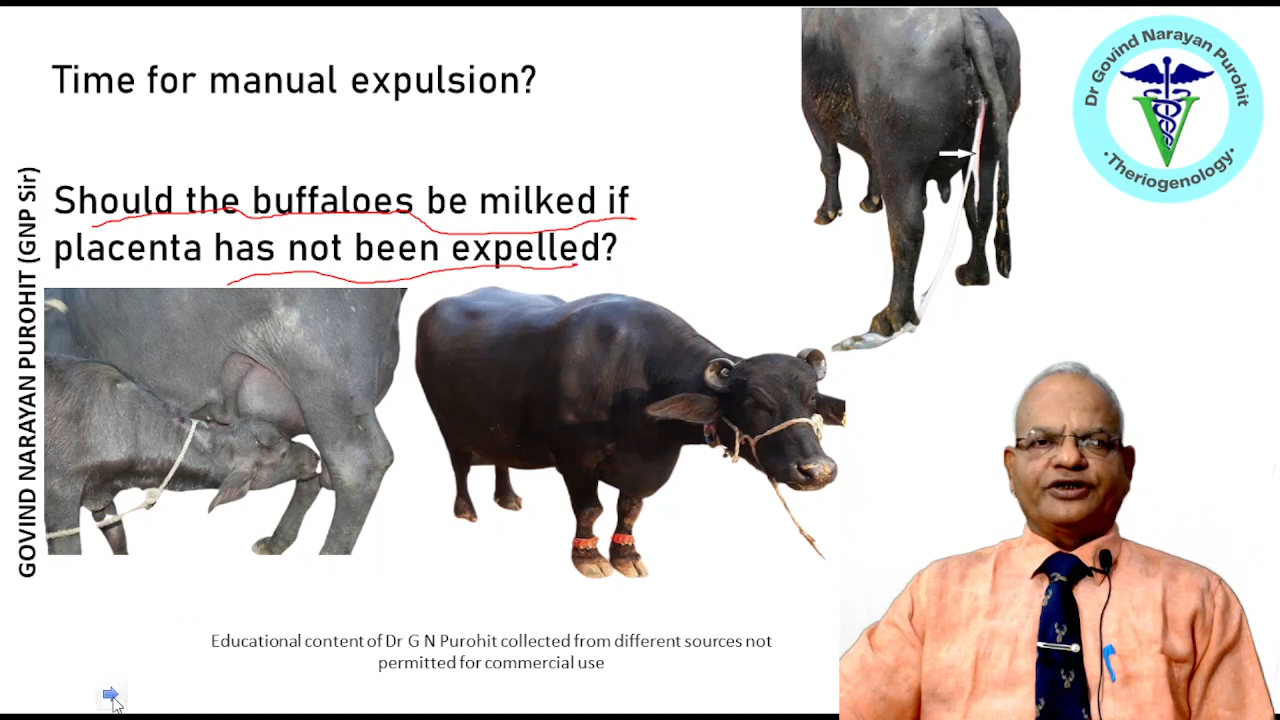 Time for manual expulsion?
Should the buffaloes be milked if
placenta has not been expelled?
GOVIND NARAYAN PUROHIT (GNP Sir)
Dr Govind Narayan Purohit
V
•Theriogenology•
Educational content of Dr G N Purohit collected from different sources not
permitted for commercial use